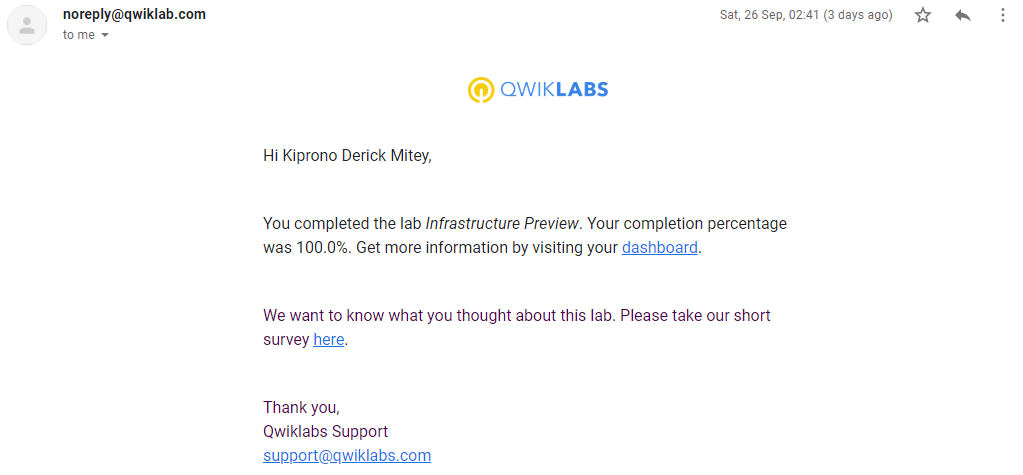 noreply@qwiklab.com
Sat, 26 Sep, 02:41 (3 days ago)
to me
QWIKLABS
Hi Kiprono Derick Mitey,
You completed the lab Infrastructure Preview. Your completion percentage
was 100.0%. Get more information by visiting your dashboard.
We want to know what you thought about this lab. Please take our short
survey here.
Thank you,
Qwiklabs Support
support@qwiklabs.com